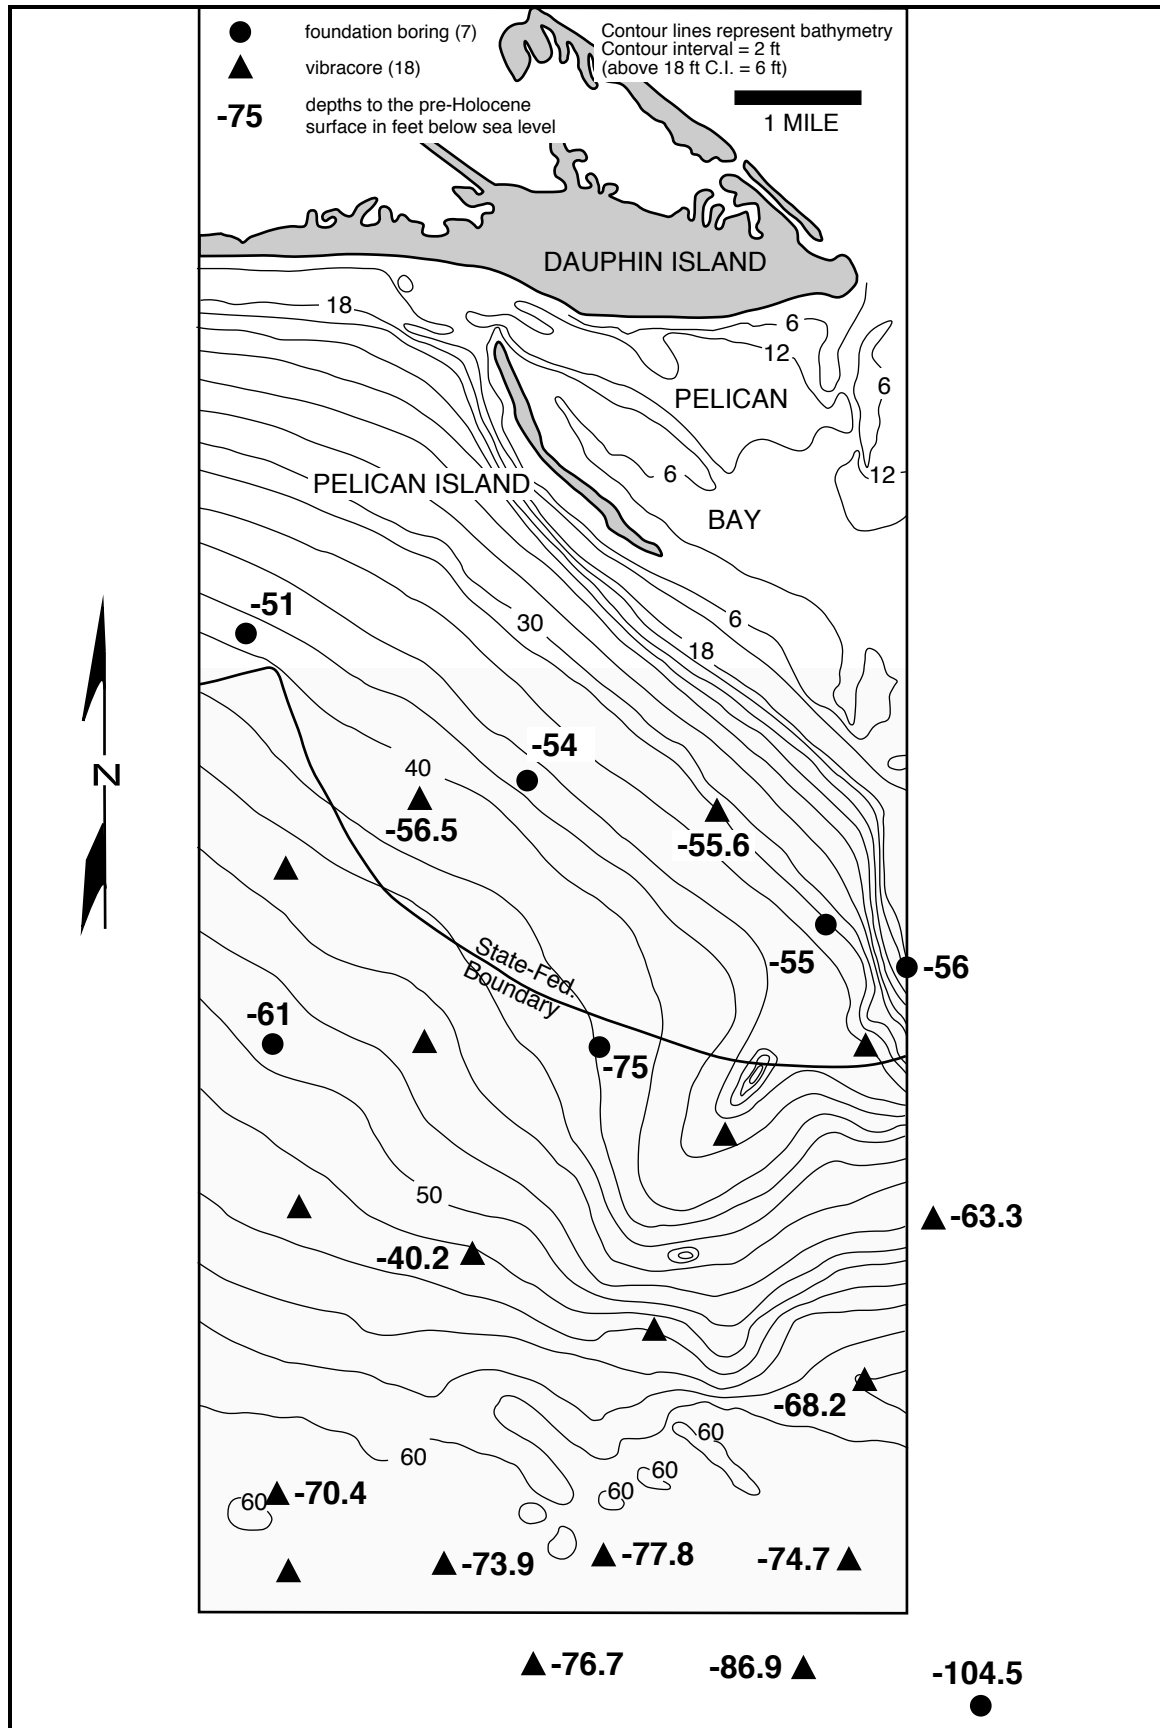 foundation boring (7)
vibracore (18)
-75
depths to the pre-Holocene
surface in feet below sea level
Contour lines represent bathymetry
Contour interval = 2 ft
(above 18 ft C.I. = 6 ft)
1 MILE
DAUPHIN ISLAND
18
6
12
PELICAN
6
6
12
PELICAN ISLAND
BAY
-51
30
6
18
N
-54
40
-56.5
-55.6
State-Fed.
Boundary
-55
-56
-61
-75
50
-63.3
-40.2
-68.2
60
60
60
60
60
-70.4
-73.9
-77.8
-74.7
-76.7
-86.9
-104.5